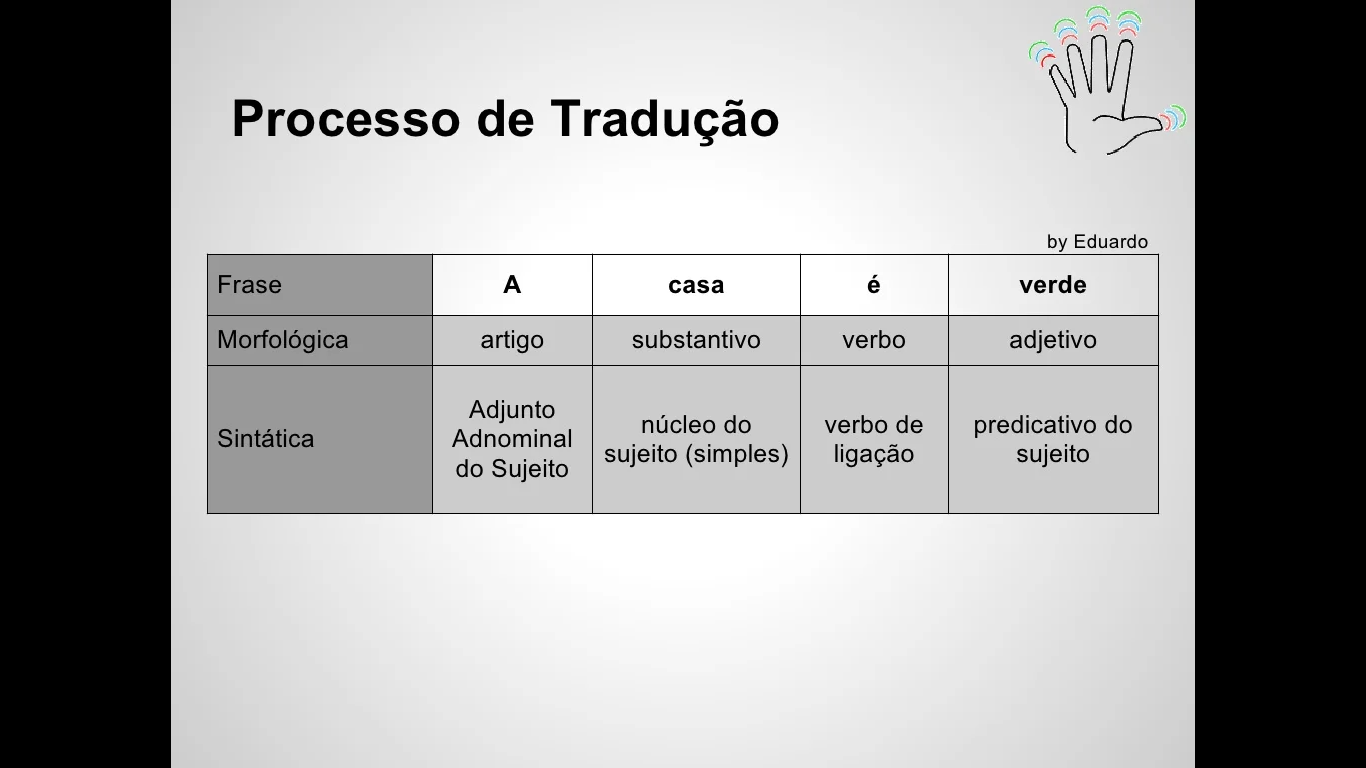 Processo de Tradução
by Eduardo
Frase A casa é verde
Morfológica artigo substantivo verbo adjetivo
Sintática
Adjunto
Adnominal
do Sujeito
núcleo do
sujeito (simples)
verbo de
ligação
predicativo do
sujeito